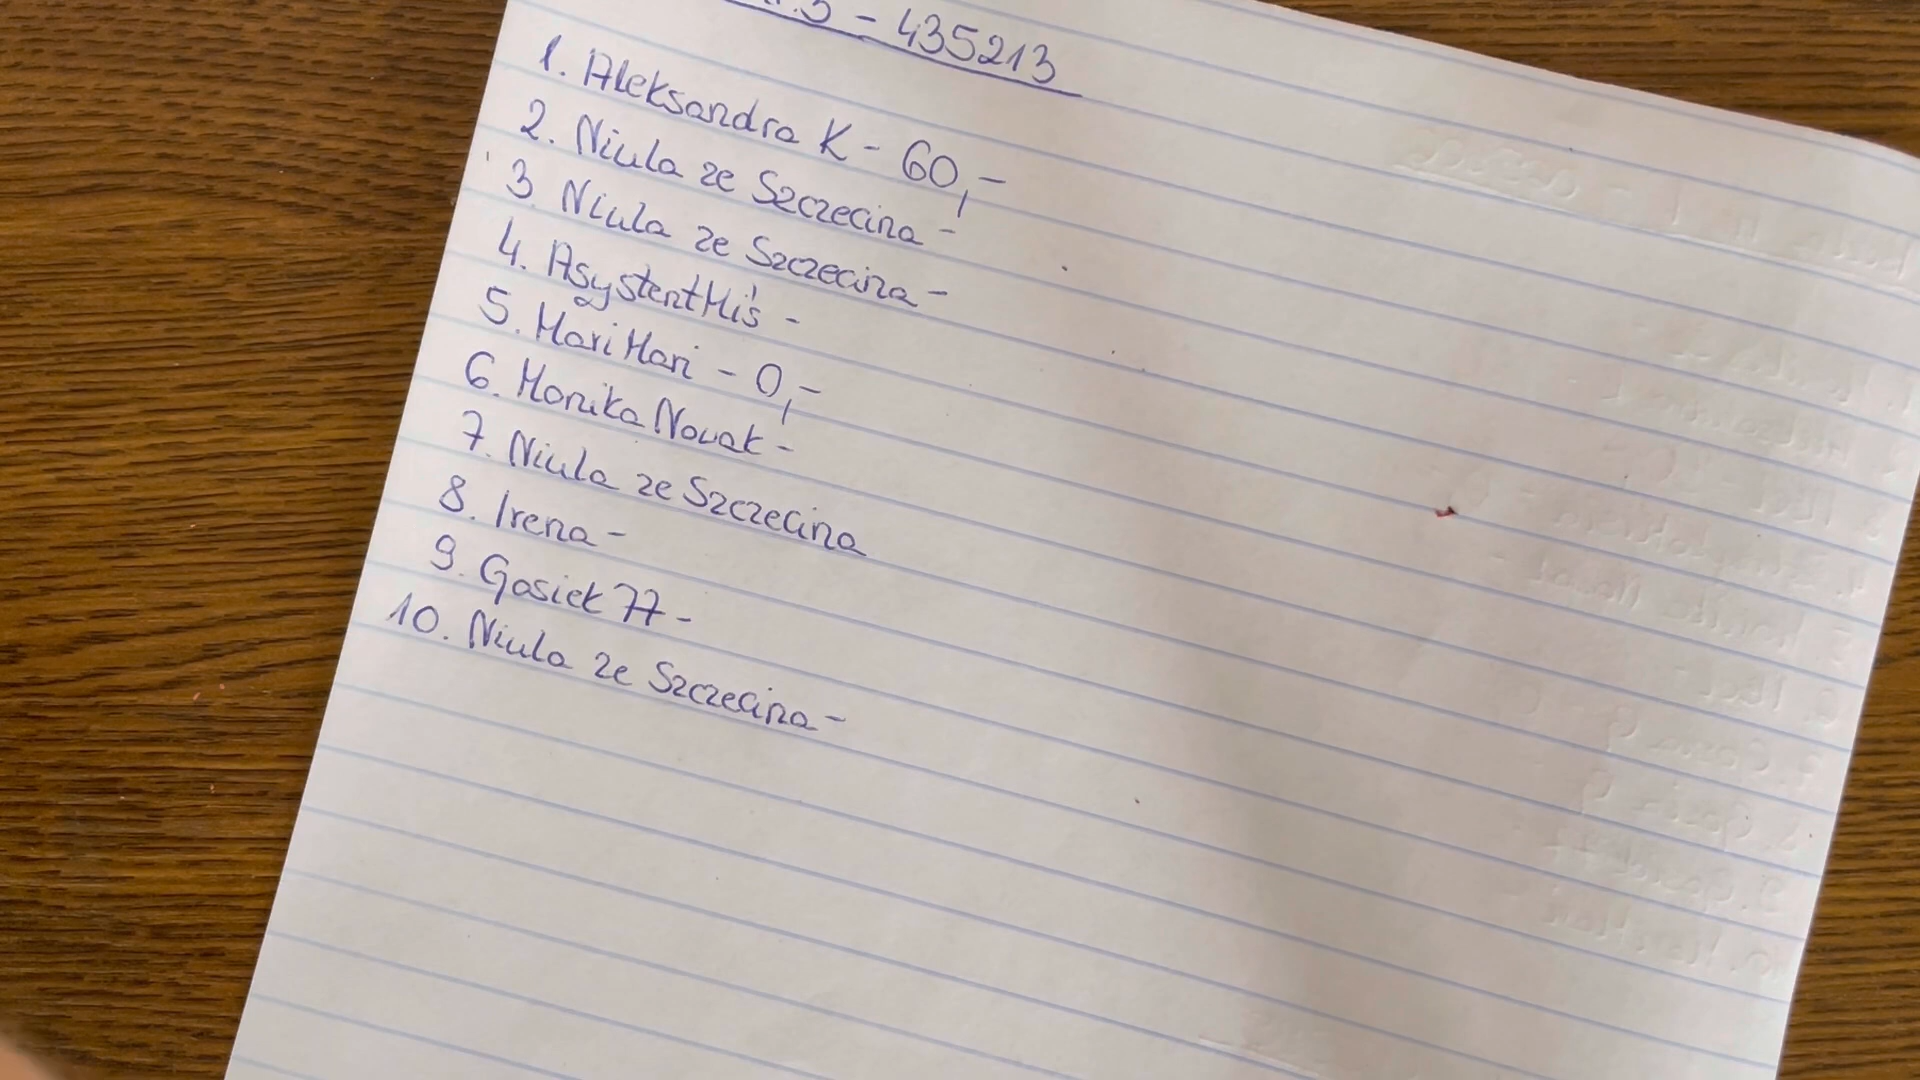 - 435213
1. Aleksandra K - 60,-
2. Niula ze Szczecina -
3 Niula ze Szczecina -
4. AsystentMiś -
5. MariMari - 0,-
6. Monika Nowak -
7. Niula ze Szczecina
8. Irena -
9. Gosiek 77 -
10. Niula ze Szczecina -